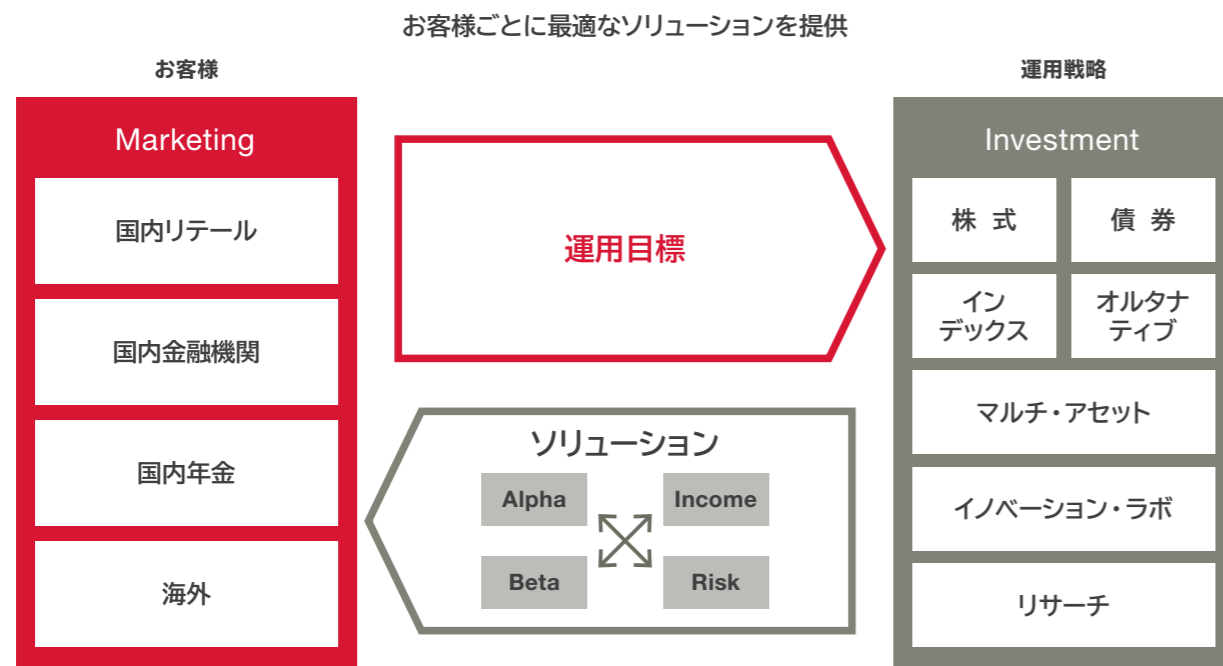 お客様ごとに最適なソリューションを提供
お客様
Marketing
国内リテール
国内金融機関
国内年金
海外
運用目標
ソリューション
Alpha
Income
Beta
Risk
運用戦略
Investment
株 式
債 券
イン
デックス
オルタナ
ティブ
マルチ・アセット
イノベーション・ラボ
リサーチ